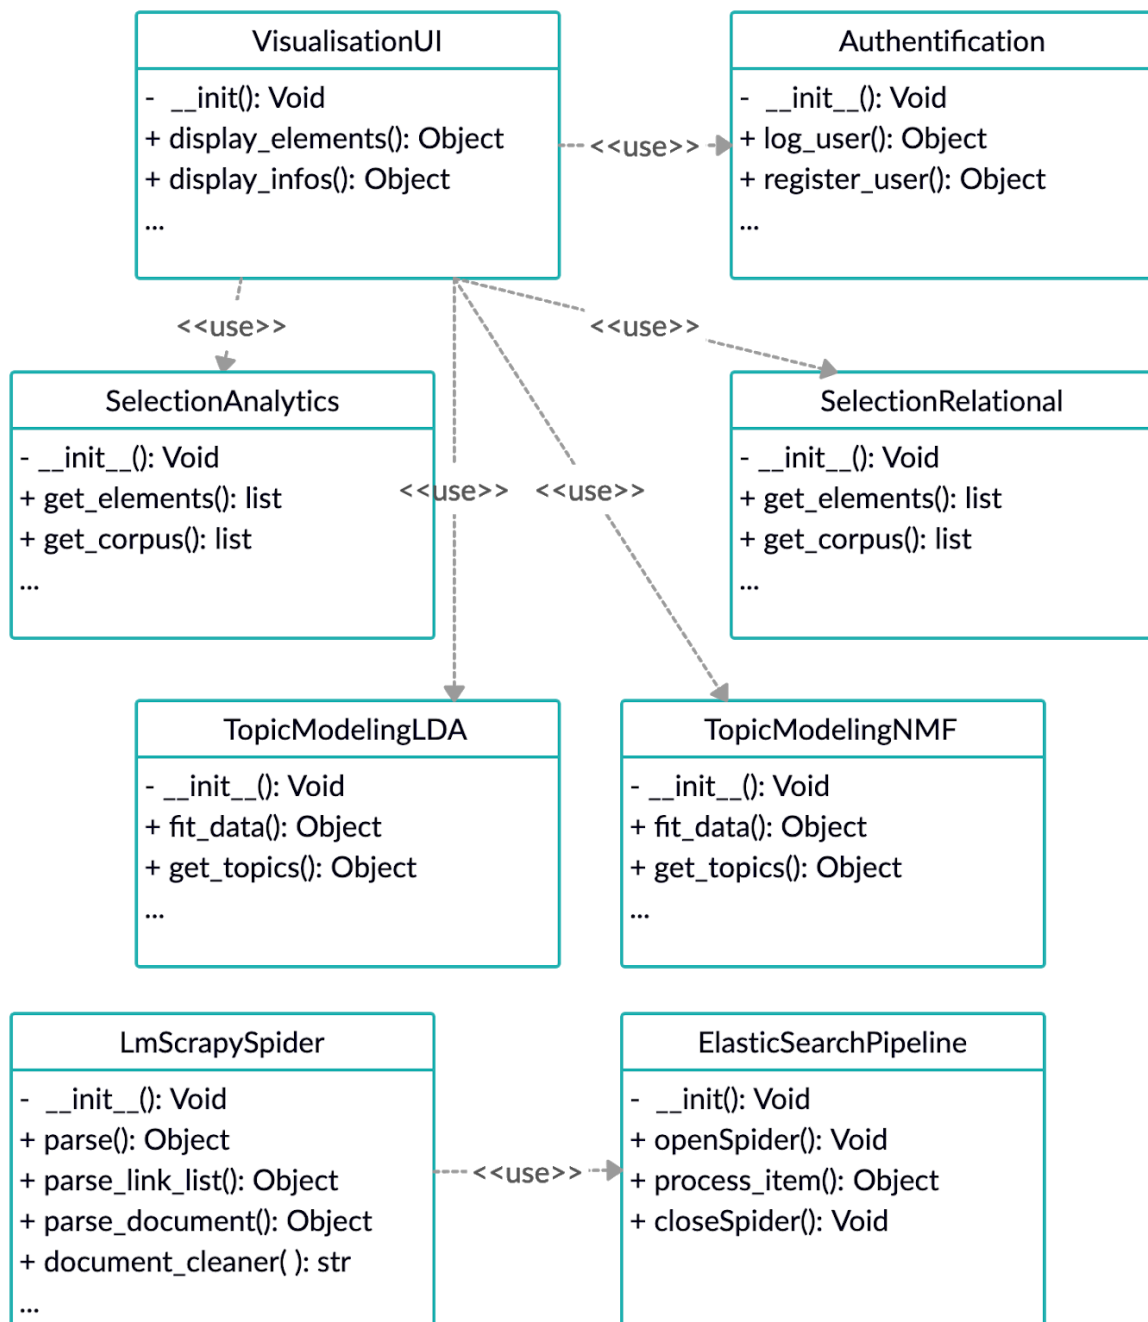 VisualisationUI
- __init(): Void
+ display_elements(): Object
+ display_infos(): Object
...
<<use>>
Authentification
- __init__(): Void
+ log_user(): Object
+ register_user(): Object
...
<<use>>
<<use>>
SelectionAnalytics
- __init__(): Void
+ get_elements(): list
+ get_corpus(): list
...
<<use>>
<<use>>
SelectionRelational
- __init__(): Void
+ get_elements(): list
+ get_corpus(): list
...
TopicModelingLDA
- __init__(): Void
+ fit_data(): Object
+ get_topics(): Object
...
TopicModelingNMF
- __init__(): Void
+ fit_data(): Object
+ get_topics(): Object
...
LmScrapySpider
- __init__(): Void
+ parse(): Object
+ parse_link_list(): Object
+ parse_document(): Object
+ document_cleaner( ): str
...
<<use>>
ElasticSearchPipeline
- __init(): Void
+ openSpider(): Void
+ process_item(): Object
+ closeSpider(): Void